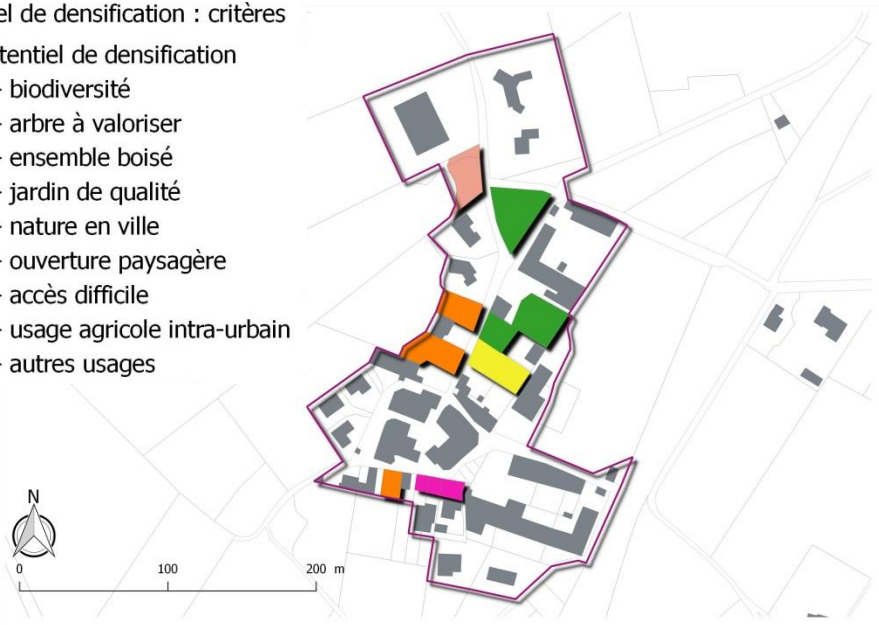 el de densification : critères
tentiel de densification
- biodiversité
- arbre à valoriser
- ensemble boisé
- jardin de qualité
- nature en ville
- ouverture paysagère
- accès difficile
- usage agricole intra-urbain
- autres usages
N
0 100 200 m